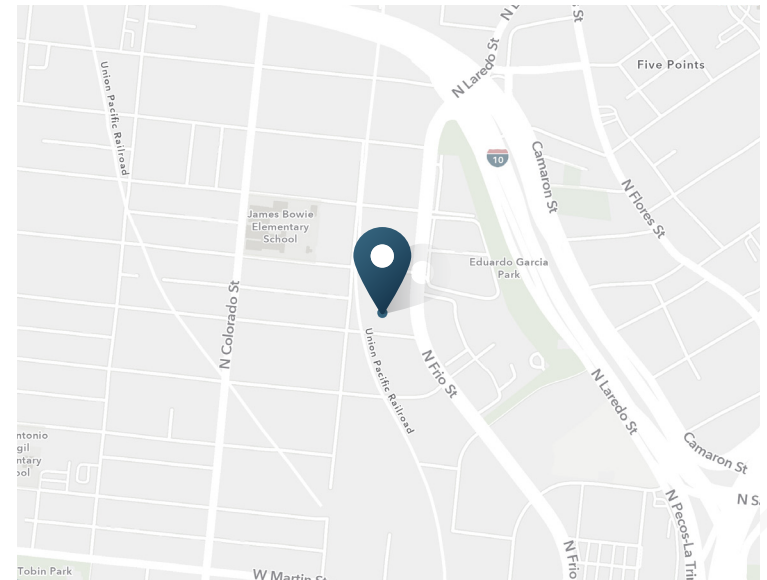 N L
St
Five Points
N Laredo St
Union Pacific Railroad
10
Camaron St
N Flores St
James Bowie
Elementary
School
Eduardo Garcia
Park
N Colorado St
Union Pacific Railroad
N Frio St
N Laredo St
ntonio
gil
ntary
ool
Camaron St
N S
N Pecos-La Tri
N Frio
Tobin Park
W Martin St